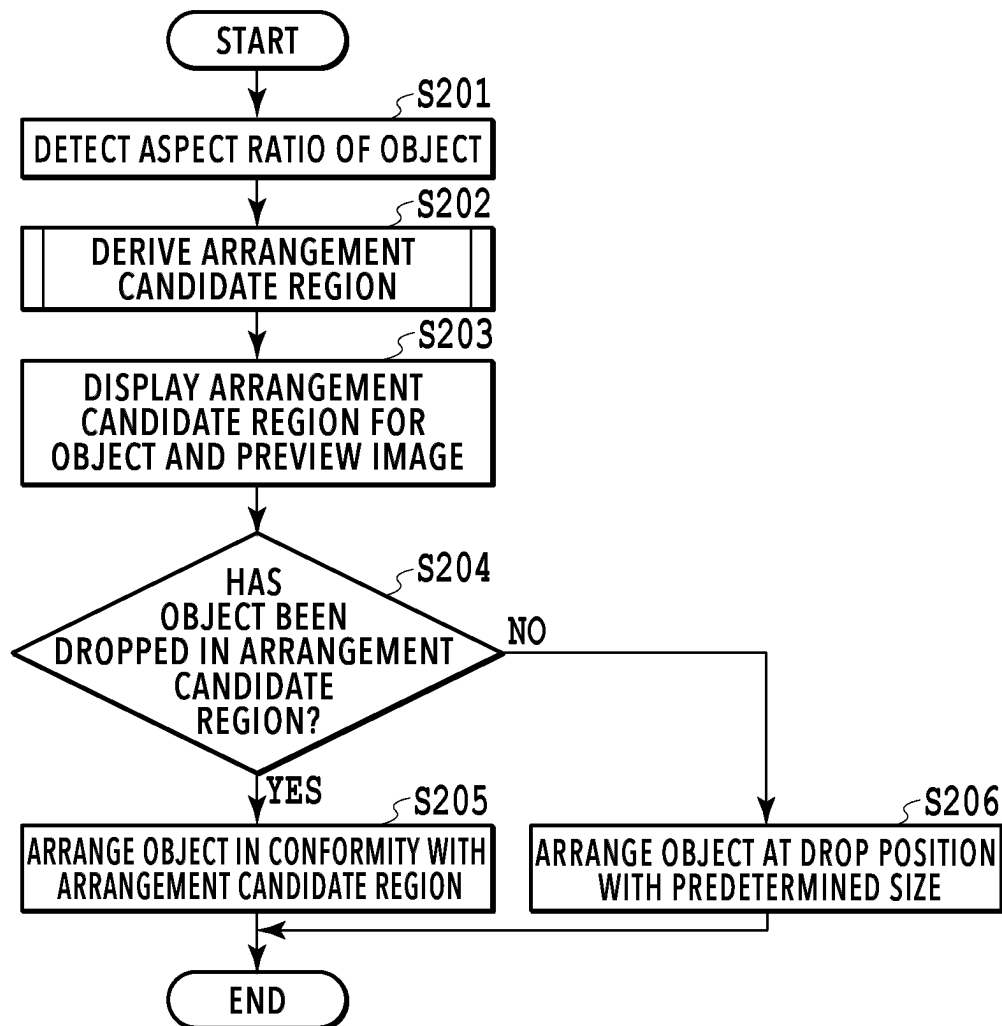 START
S201
DETECT ASPECT RATIO OF OBJECT
S202
DERIVE ARRANGEMENT
CANDIDATE REGION
S203
DISPLAY ARRANGEMENT
CANDIDATE REGION FOR
OBJECT AND PREVIEW IMAGE
S204
HAS
OBJECT BEEN
DROPPED IN ARRANGEMENT
CANDIDATE
REGION?
NO
YES
S205
ARRANGE OBJECT IN CONFORMITY WITH
ARRANGEMENT CANDIDATE REGION
S206
ARRANGE OBJECT AT DROP POSITION
WITH PREDETERMINED SIZE
END